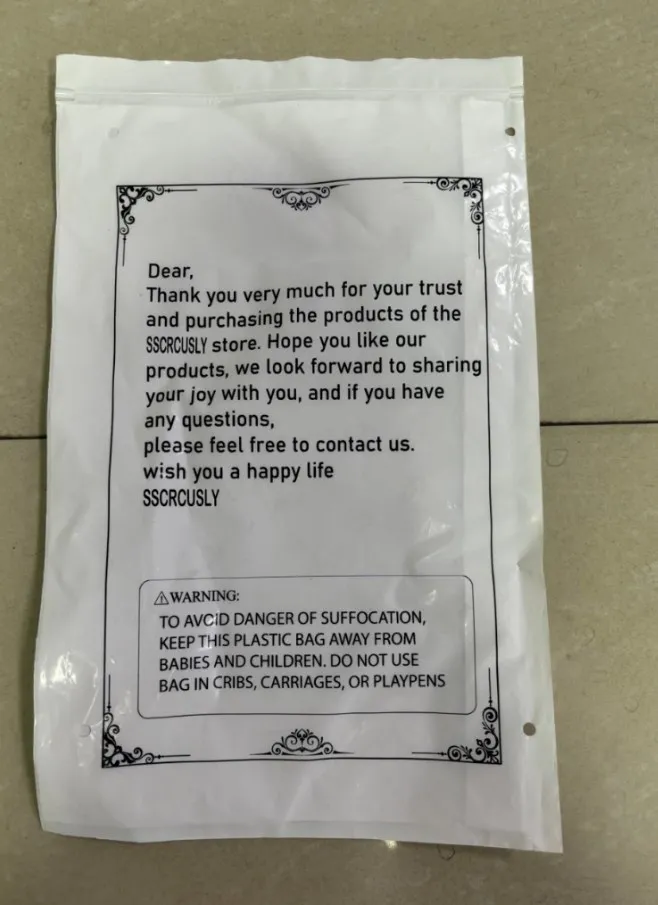 Dear,
Thank you very much for your trust
and purchasing the products of the
SSCRCUSLY store. Hope you like our
products, we look forward to sharing
your joy with you, and if you have
any questions,
please feel free to contact us.
wish you a happy life
SSCRCUSLY
⚠WARNING:
TO AVOID DANGER OF SUFFOCATION,
KEEP THIS PLASTIC BAG AWAY FROM
BABIES AND CHILDREN. DO NOT USE
BAG IN CRIBS, CARRIAGES, OR PLAYPENS